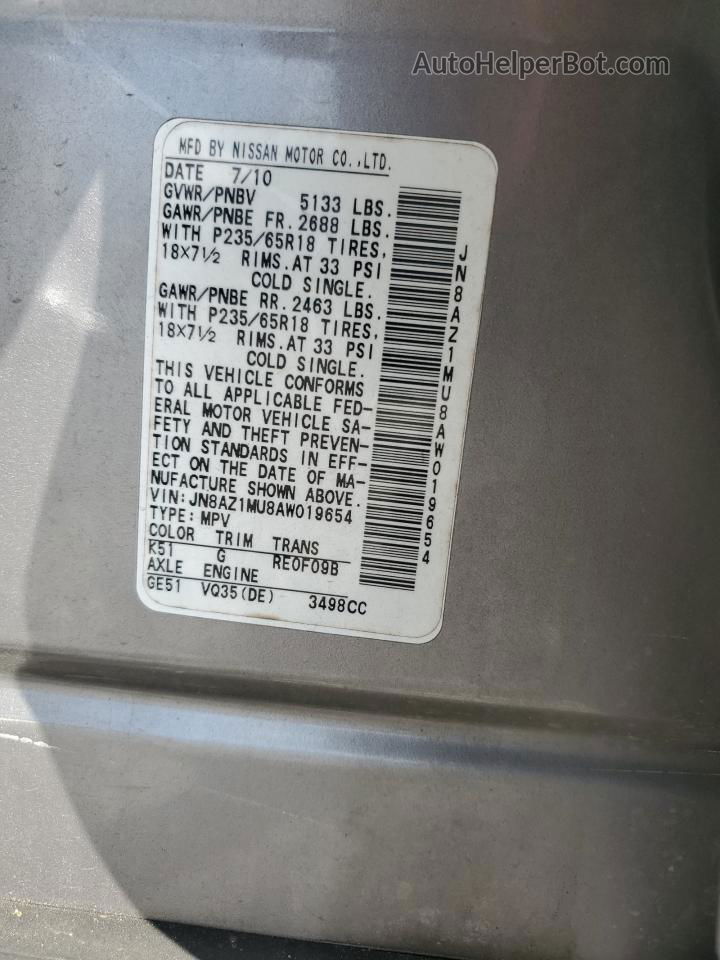 AutoHelperBot.com
MFD BY NISSAN MOTOR CO.,LTD.
DATE 7/10
GVWR/PNBV 5133 LBS.
GAWR/PNBE FR. 2688 LBS.
WITH P235/65R18 TIRES,
18X7½ RIMS. AT 33 PSI
COLD SINGLE.
GAWR/PNBE RR. 2463 LBS.
WITH P235/65R18 TIRES,
18X7½ RIMS. AT 33 PSI
COLD SINGLE.
THIS VEHICLE CONFORMS
TO ALL APPLICABLE FED-
ERAL MOTOR VEHICLE SA-
FETY AND THEFT PREVEN-
TION STANDARDS IN EFF-
ECT ON THE DATE OF MA-
NUFACTURE SHOWN ABOVE.
VIN:JN8AZ1MU8AW019654
TYPE:MPV
COLOR TRIM TRANS
K51 G RE0F09B
AXLE ENGINE
GE51 VQ35(DE) 3498CC
JN8AZ1MU8AW019654